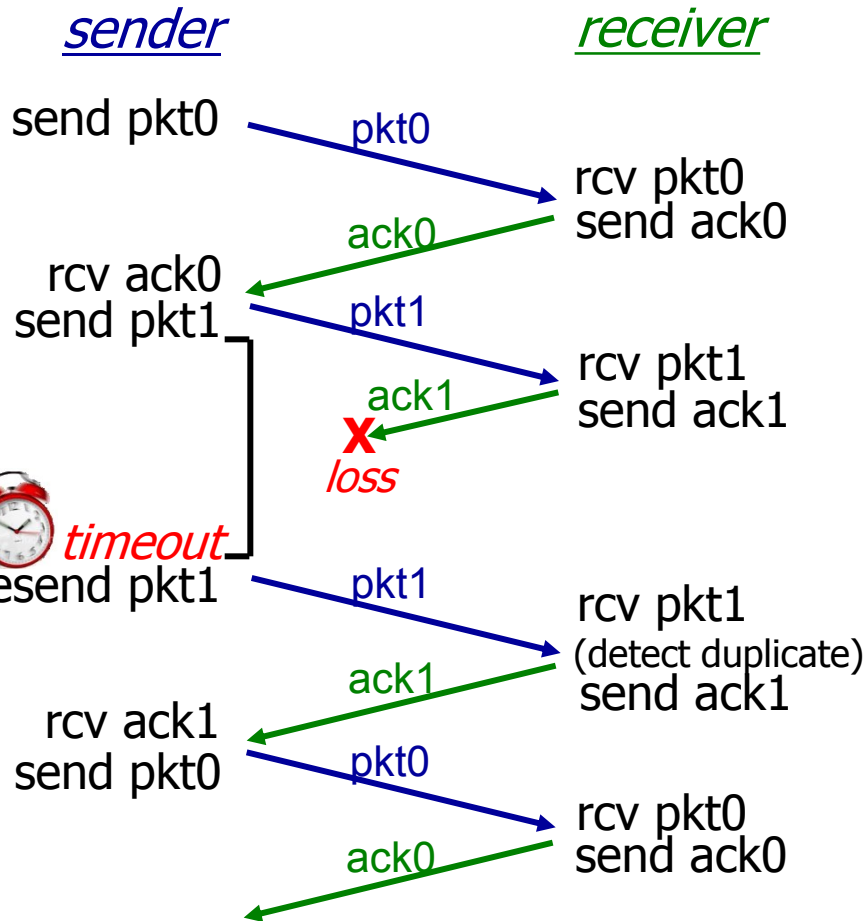 sender
receiver
send pkt0
pkt0
rcv pkt0
send ack0
ack0
rcv ack0
send pkt1
pkt1
rcv pkt1
send ack1
ack1
X
loss
timeout
esend pkt1
pkt1
rcv pkt1
(detect duplicate)
send ack1
ack1
rcv ack1
send pkt0
pkt0
rcv pkt0
send ack0
ack0